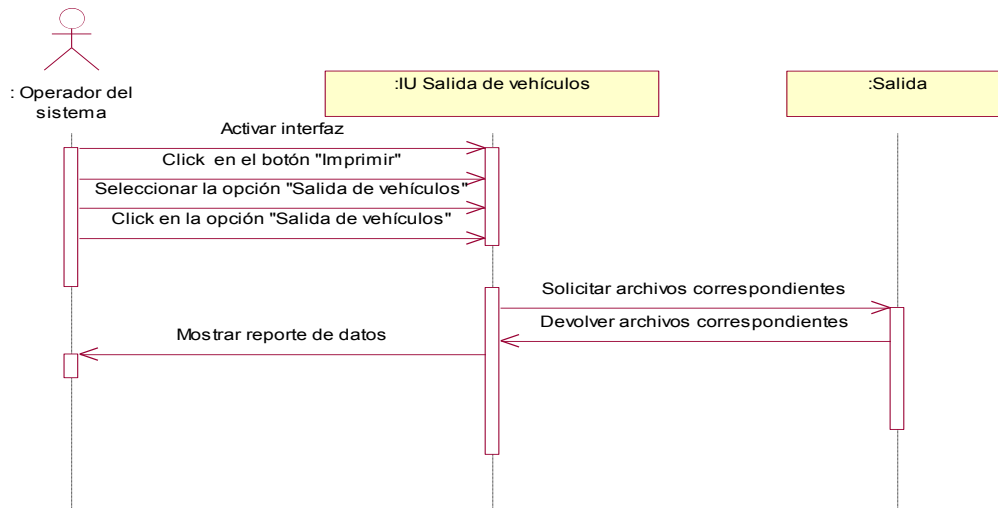 : Operador del
sistema
:IU Salida de vehículos
:Salida
Activar interfaz
Click en el botón "Imprimir"
Seleccionar la opción "Salida de vehículos"
Click en la opción "Salida de vehículos"
Solicitar archivos correspondientes
Devolver archivos correspondientes
Mostrar reporte de datos